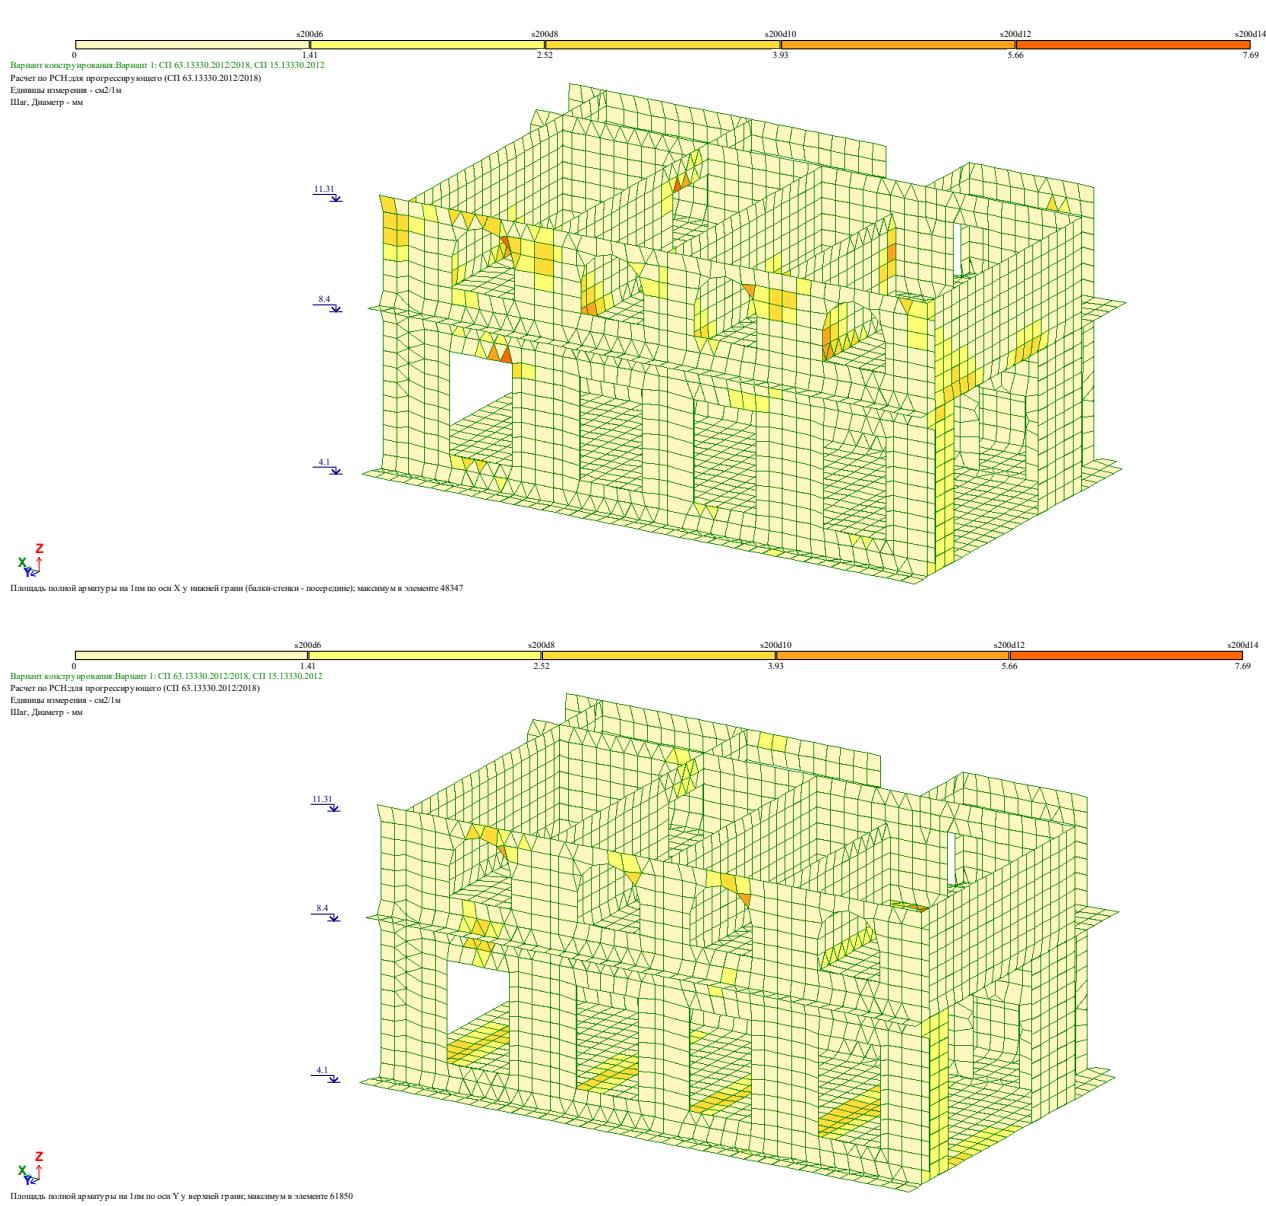 s200d6 s200d8 s200d10 s200d12 s200d14
0 1.41 2.52 3.93 5.66 7.69
Вариант конструирования:Вариант 1: СП 63.13330.2012/2018, СП 15.13330.2012
Расчет по РСН:для прогрессирующего (СП 63.13330.2012/2018)
Единицы измерения - см2/1м
Шаг, Диаметр - мм
11.31
8.4
4.1
Z
X
Y
Площадь полной арматуры на 1пм по оси X у нижней грани (балки-стенки - посередине); максимум в элементе 48347
s200d6 s200d8 s200d10 s200d12 s200d14
0 1.41 2.52 3.93 5.66 7.69
Вариант конструирования:Вариант 1: СП 63.13330.2012/2018, СП 15.13330.2012
Расчет по РСН:для прогрессирующего (СП 63.13330.2012/2018)
Единицы измерения - см2/1м
Шаг, Диаметр - мм
11.31
8.4
4.1
Z
X
Y
Площадь полной арматуры на 1пм по оси Y у верхней грани; максимум в элементе 61850